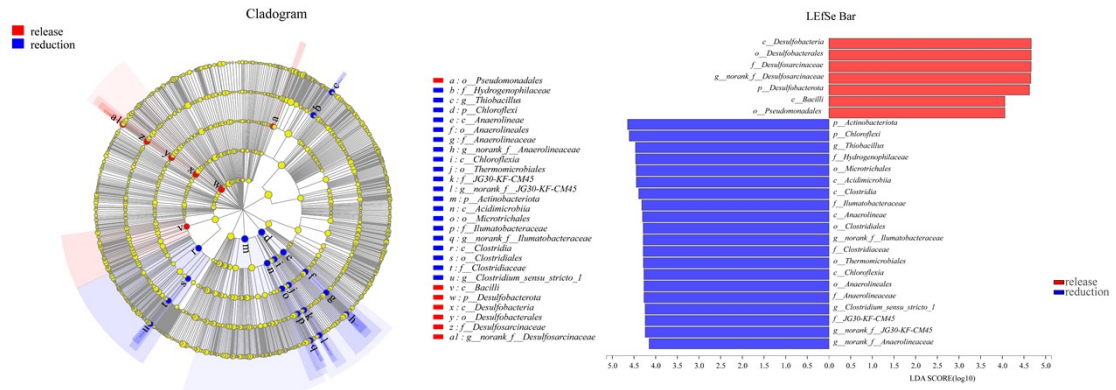 Cladogram
release
reduction
a1
z
y
x
w
v
a
b
c
r
s
t
u
m
d
n
e
i
f
o
j
g
p
k
h
q
l
a : o__Pseudomonadales
b : f__Hydrogenophilaceae
c : g__Thiobacillus
d : p__Chloroflexi
e : c__Anaerolineae
f : o__Anaerolineales
g : f__Anaerolineaceae
h : g__norank_f__Anaerolineaceae
i : c__Chloroflexia
j : o__Thermomicrobiales
k : f__JG30-KF-CM45
l : g__norank_f__JG30-KF-CM45
m : p__Actinobacteriota
n : c__Acidimicrobiia
o : o__Microtrichales
p : f__Ilumatobacteraceae
q : g__norank_f__Ilumatobacteraceae
r : c__Clostridia
s : o__Clostridiales
t : f__Clostridiaceae
u : g__Clostridium_sensu_stricto_1
v : c__Bacilli
w : p__Desulfobacterota
x : c__Desulfobacteria
y : o__Desulfobacterales
z : f__Desulfosarcinaceae
a1 : g__norank_f__Desulfosarcinaceae
LEfSe Bar
c__Desulfobacteria
o__Desulfobacterales
f__Desulfosarcinaceae
g__norank_f__Desulfosarcinaceae
p__Desulfobacterota
c__Bacilli
o__Pseudomonadales
p__Actinobacteriota
p__Chloroflexi
g__Thiobacillus
f__Hydrogenophilaceae
o__Microtrichales
c__Acidimicrobiia
c__Clostridia
f__Ilumatobacteraceae
c__Anaerolineae
o__Clostridiales
g__norank_f__Ilumatobacteraceae
f__Clostridiaceae
o__Thermomicrobiales
c__Chloroflexia
o__Anaerolineales
f__Anaerolineaceae
g__Clostridium_sensu_stricto_1
f__JG30-KF-CM45
g__norank_f__JG30-KF-CM45
g__norank_f__Anaerolineaceae
release
reduction
5.0 4.5 4.0 3.5 3.0 2.5 2.0 1.5 1.0 0.5 0.0 0.5 1.0 1.5 2.0 2.5 3.0 3.5 4.0 4.5 5.0
LDA SCORE(log10)